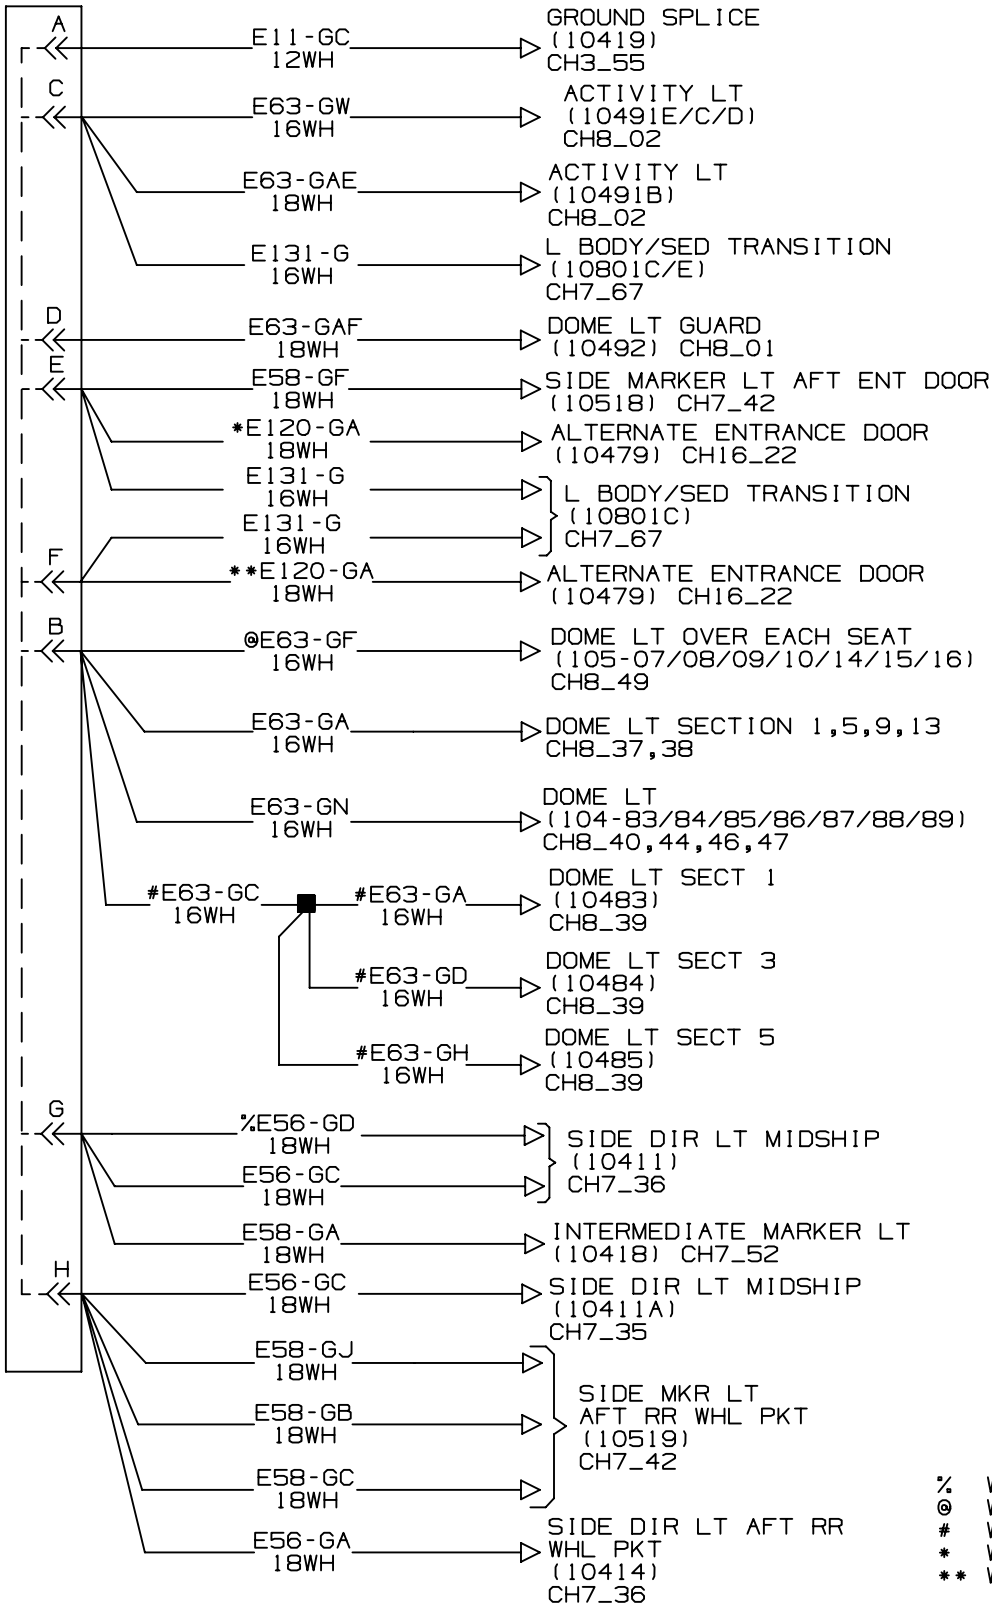 A
E11-GC
12WH
GROUND SPLICE
(10419)
CH3_55
C
E63-GW
16WH
ACTIVITY LT
(10491E/C/D)
CH8_02
E63-GAE
18WH
ACTIVITY LT
(10491B)
CH8_02
E131-G
16WH
L BODY/SED TRANSITION
(10801C/E)
CH7_67
D
E63-GAF
18WH
DOME LT GUARD
(10492) CH8_01
E
E58-GF
18WH
SIDE MARKER LT AFT ENT DOOR
(10518) CH7_42
*E120-GA
18WH
ALTERNATE ENTRANCE DOOR
(10479) CH16_22
E131-G
16WH
E131-G
16WH
L BODY/SED TRANSITION
(10801C)
CH7_67
F
**E120-GA
18WH
ALTERNATE ENTRANCE DOOR
(10479) CH16_22
B
@E63-GF
16WH
DOME LT OVER EACH SEAT
(105-07/08/09/10/14/15/16)
CH8_49
E63-GA
16WH
DOME LT SECTION 1,5,9,13
CH8_37,38
E63-GN
16WH
DOME LT
(104-83/84/85/86/87/88/89)
CH8_40,44,46,47
#E63-GC
16WH
#E63-GA
16WH
DOME LT SECT 1
(10483)
CH8_39
#E63-GD
16WH
DOME LT SECT 3
(10484)
CH8_39
#E63-GH
16WH
DOME LT SECT 5
(10485)
CH8_39
G
%E56-GD
18WH
E56-GC
18WH
SIDE DIR LT MIDSHIP
(10411)
CH7_36
E58-GA
18WH
INTERMEDIATE MARKER LT
(10418) CH7_52
H
E56-GC
18WH
SIDE DIR LT MIDSHIP
(10411A)
CH7_35
E58-GJ
18WH
E58-GB
18WH
E58-GC
18WH
SIDE MKR LT
AFT RR WHL PKT
(10519)
CH7_42
E56-GA
18WH
SIDE DIR LT AFT RR
WHL PKT
(10414)
CH7_36
%
@
#
*
**